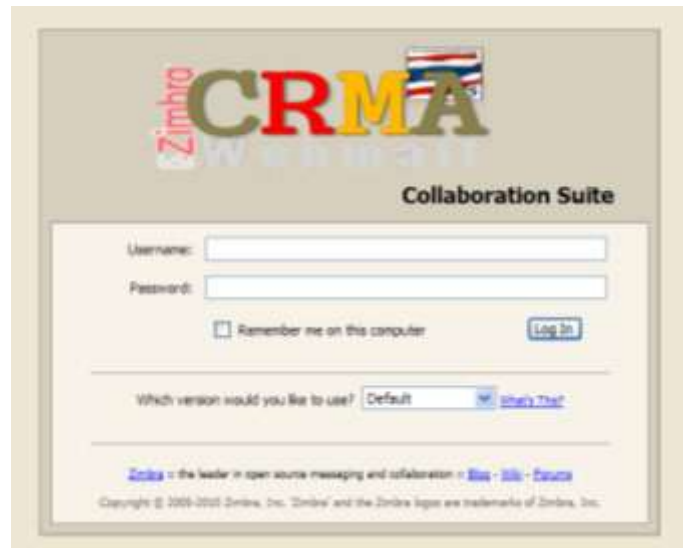 Zimbra
CRMA
Webmail
Collaboration Suite
Username:
Password:
Remember me on this computer
Log In
Which version would you like to use? Default What's This?
Zimbra :: the leader in open source messaging and collaboration :: Blog - Wiki - Forums
Copyright © 2005-2010 Zimbra, Inc. 'Zimbra' and the Zimbra logos are trademarks of Zimbra, Inc.